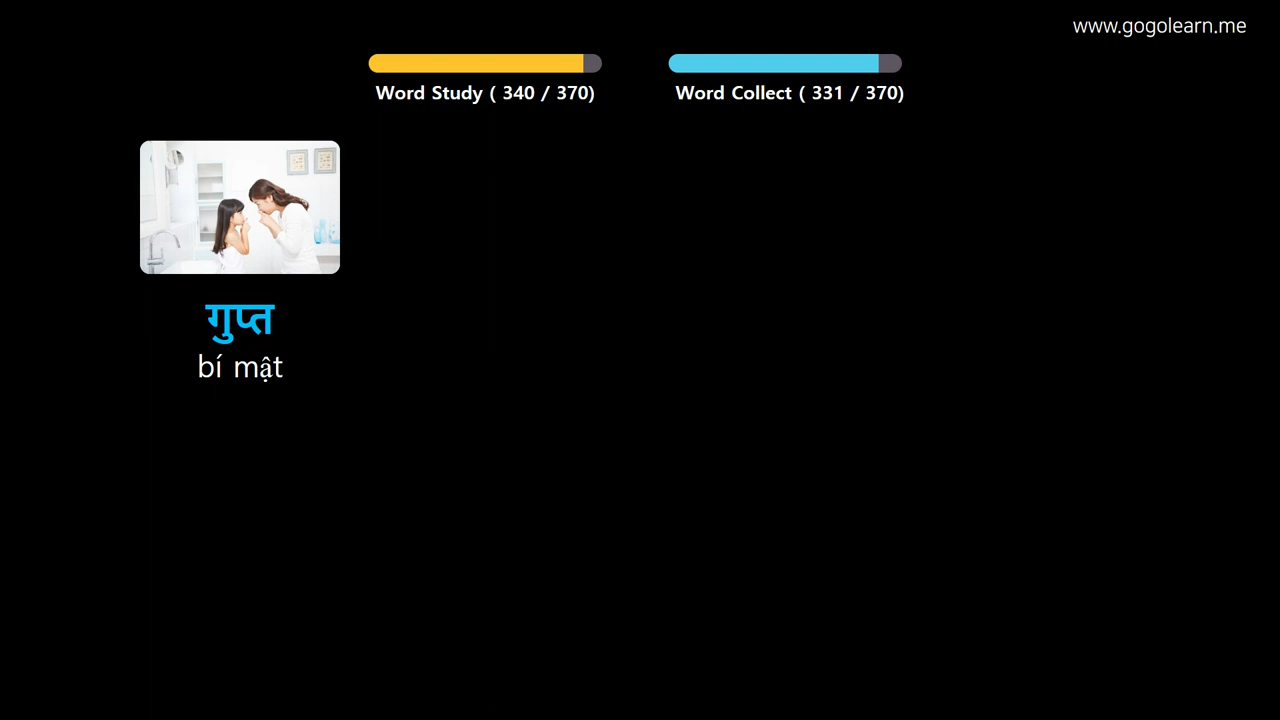 www.gogolearn.me
Word Study ( 340 / 370)
Word Collect ( 331 / 370)
गुप्त
bí mật